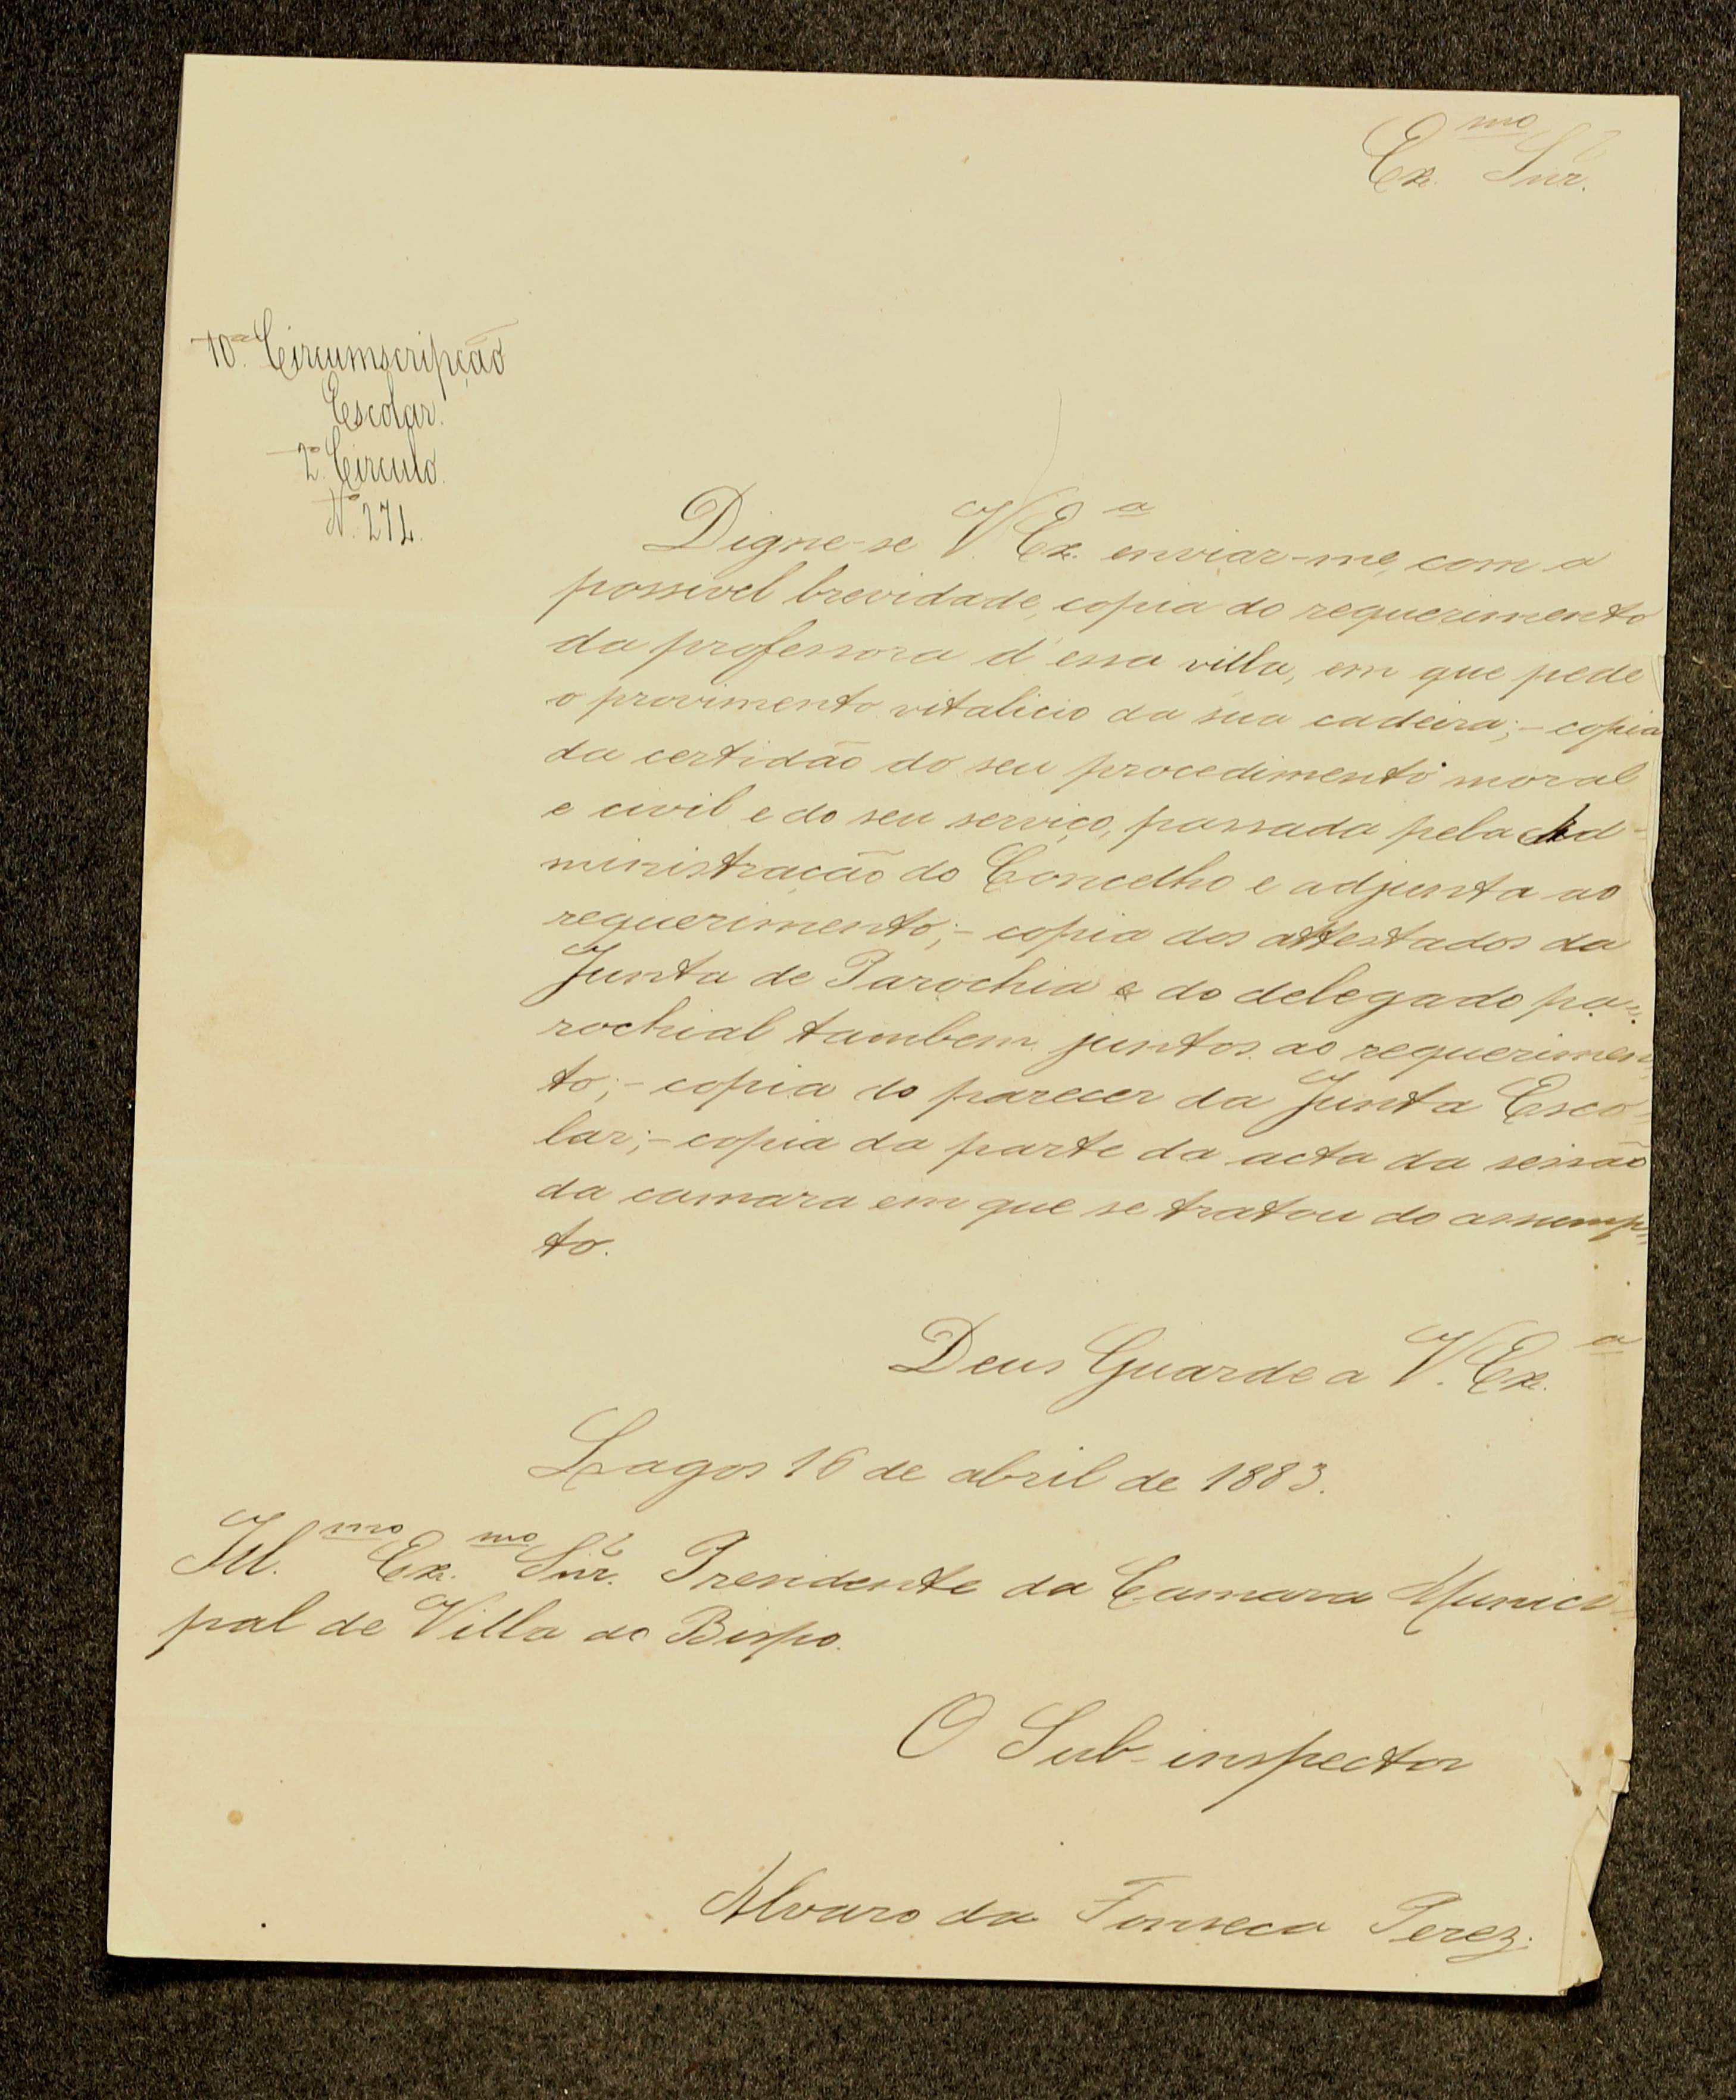 Ex.mo Snr.
10.a Circumscripção
Escolar.
2.o Circulo.
N.o 274.
Digne-se V. Ex.a enviar-me, com a
possivel brevidade, copia do requerimento
da professora d'essa villa, em que pede
o provimento vitalicio da sua cadeira; - copia
da certidão do seu procedimento moral
e civil e do seu serviço, passada pela Ad-
ministração do Concelho e adjunta ao
requerimento; - copia dos attestados da
Junta de Parochia e do delegado pa-
rochial tambem juntos ao requerimen-
to; - copia do parecer da Junta Esco-
lar; - copia da parte da acta da sessão
da camara em que se tratou do assump-
to.
Deus Guarde a V. Ex.a
Lagos 16 de abril de 1883.
Ill.mo Ex.mo Snr. Presidente da Camara Munici-
pal de Villa do Bispo.
O Sub-inspector
Alvaro da Fonseca Perez.